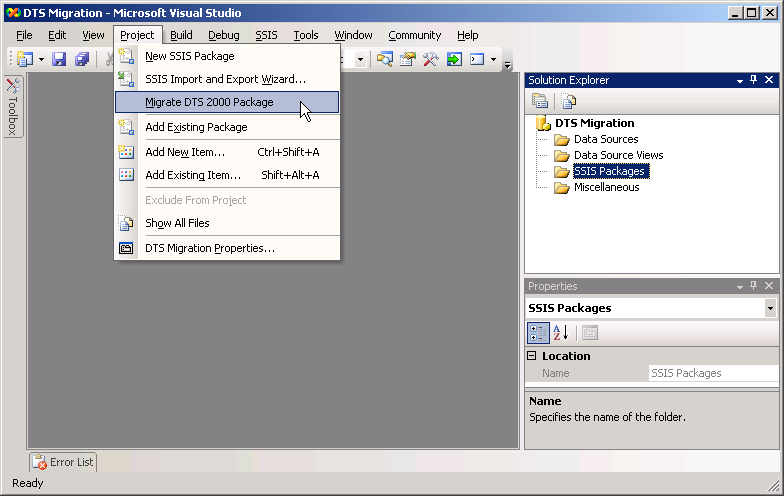 DTS Migration - Microsoft Visual Studio
File Edit View Project Build Debug SSIS Tools Window Community Help
New SSIS Package
SSIS Import and Export Wizard...
Migrate DTS 2000 Package
Add Existing Package
Add New Item... Ctrl+Shift+A
Add Existing Item... Shift+Alt+A
Exclude From Project
Show All Files
DTS Migration Properties...
Toolbox
Solution Explorer
DTS Migration
Data Sources
Data Source Views
SSIS Packages
Miscellaneous
Properties
SSIS Packages
Location
Name SSIS Packages
Name
Specifies the name of the folder.
Error List
Ready